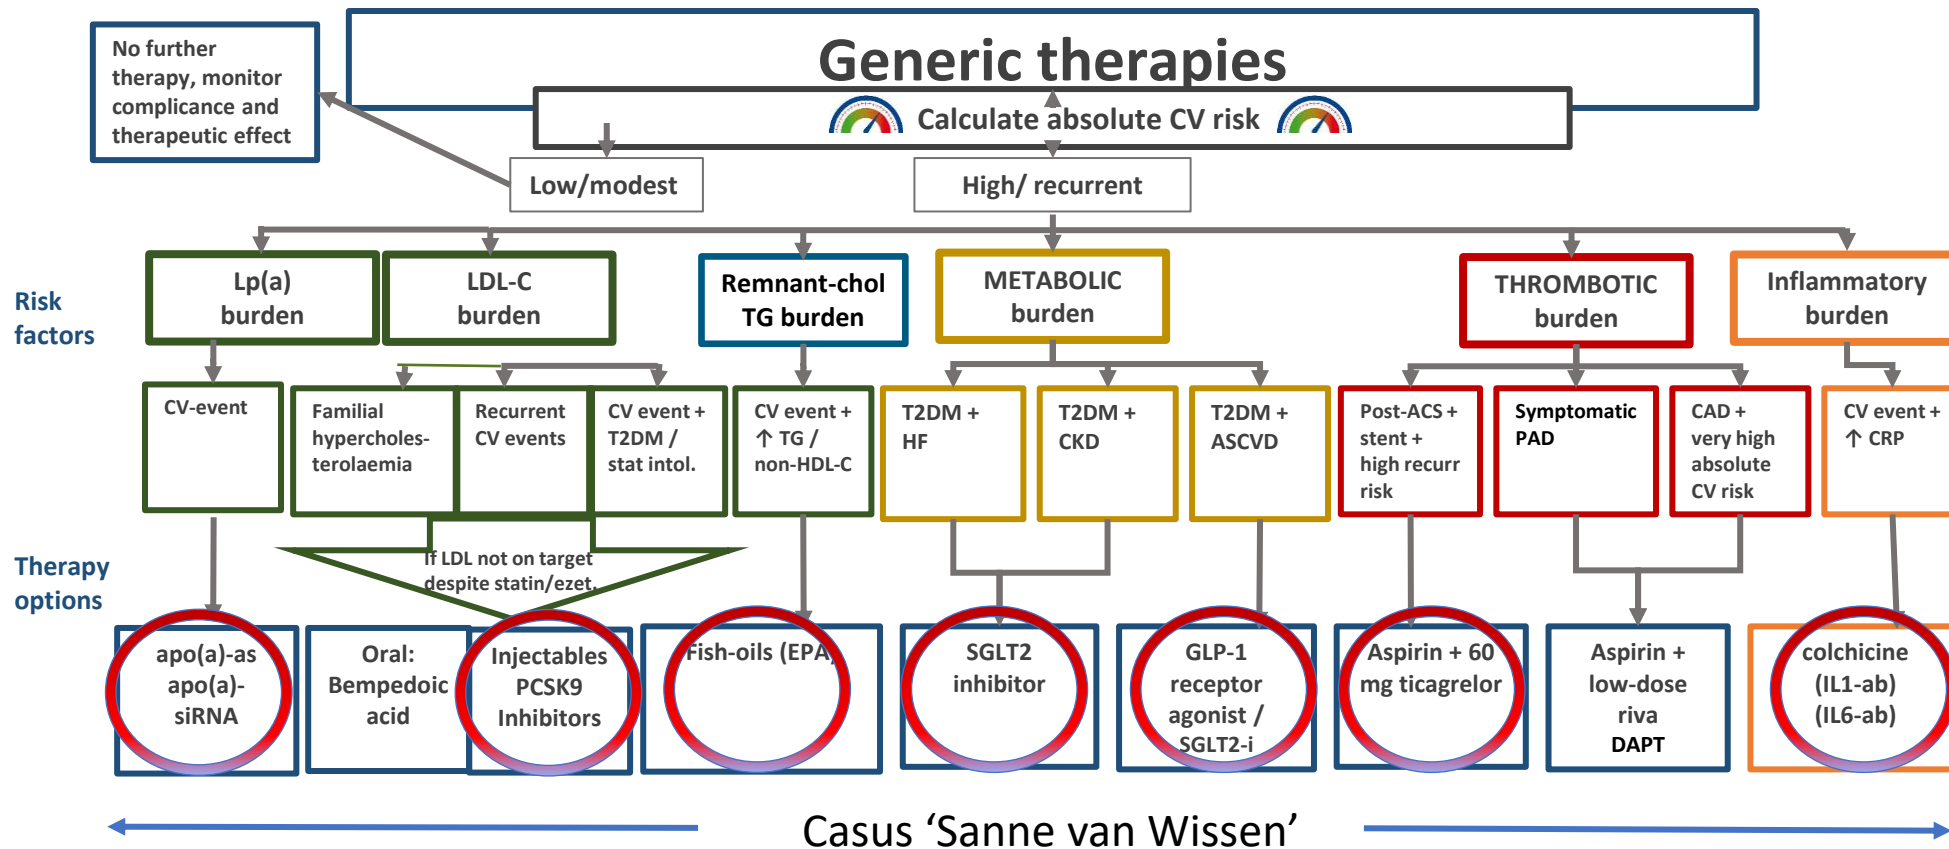 No further
therapy, monitor
complicance and
therapeutic effect
Generic therapies
Calculate absolute CV risk
Low/modest
High/ recurrent
Risk
factors
Lp(a)
burden
LDL-C
burden
Remnant-chol
TG burden
METABOLIC
burden
THROMBOTIC
burden
Inflammatory
burden
CV-event
Familial
hypercholes-
terolaemia
Recurrent
CV events
CV event +
T2DM /
stat intol.
CV event +
↑ TG /
non-HDL-C
T2DM +
HF
T2DM +
CKD
T2DM +
ASCVD
Post-ACS +
stent +
high recurr
risk
Symptomatic
PAD
CAD +
very high
absolute
CV risk
CV event +
↑ CRP
If LDL not on target
despite statin/ezet.
Therapy
options
apo(a)-as
apo(a)-
siRNA
Oral:
Bempedoic
acid
Injectables
PCSK9
Inhibitors
Fish-oils (EPA)
SGLT2
inhibitor
GLP-1
receptor
agonist /
SGLT2-i
Aspirin + 60
mg ticagrelor
Aspirin +
low-dose
riva
DAPT
colchicine
(IL1-ab)
(IL6-ab)
Casus ‘Sanne van Wissen’